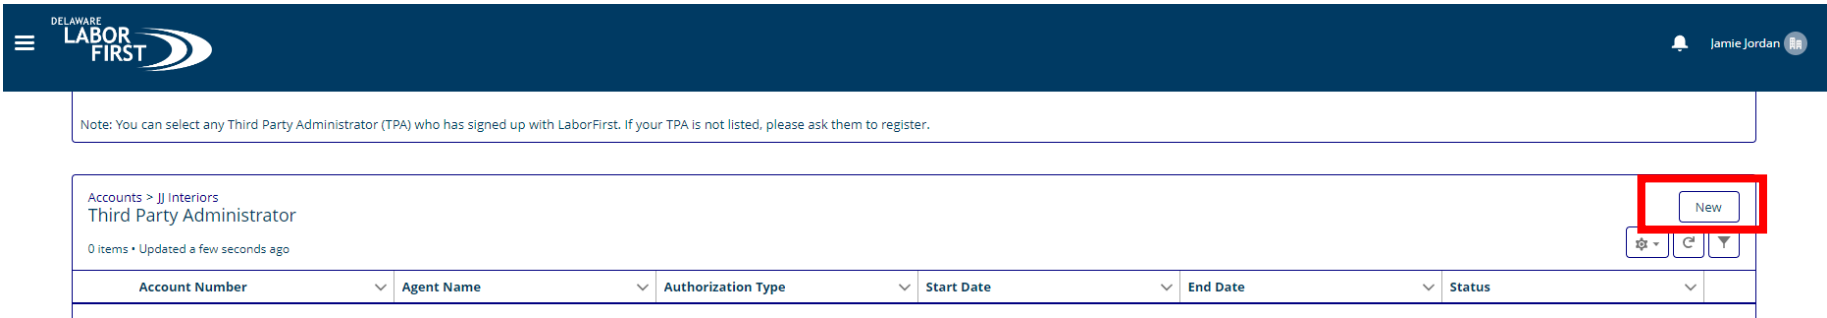 DELAWARE
LABOR
FIRST
Jamie Jordan
Note: You can select any Third Party Administrator (TPA) who has signed up with LaborFirst. If your TPA is not listed, please ask them to register.
Accounts > JJ Interiors
New
Third Party Administrator
0 items • Updated a few seconds ago
Account Number Agent Name Authorization Type Start Date End Date Status